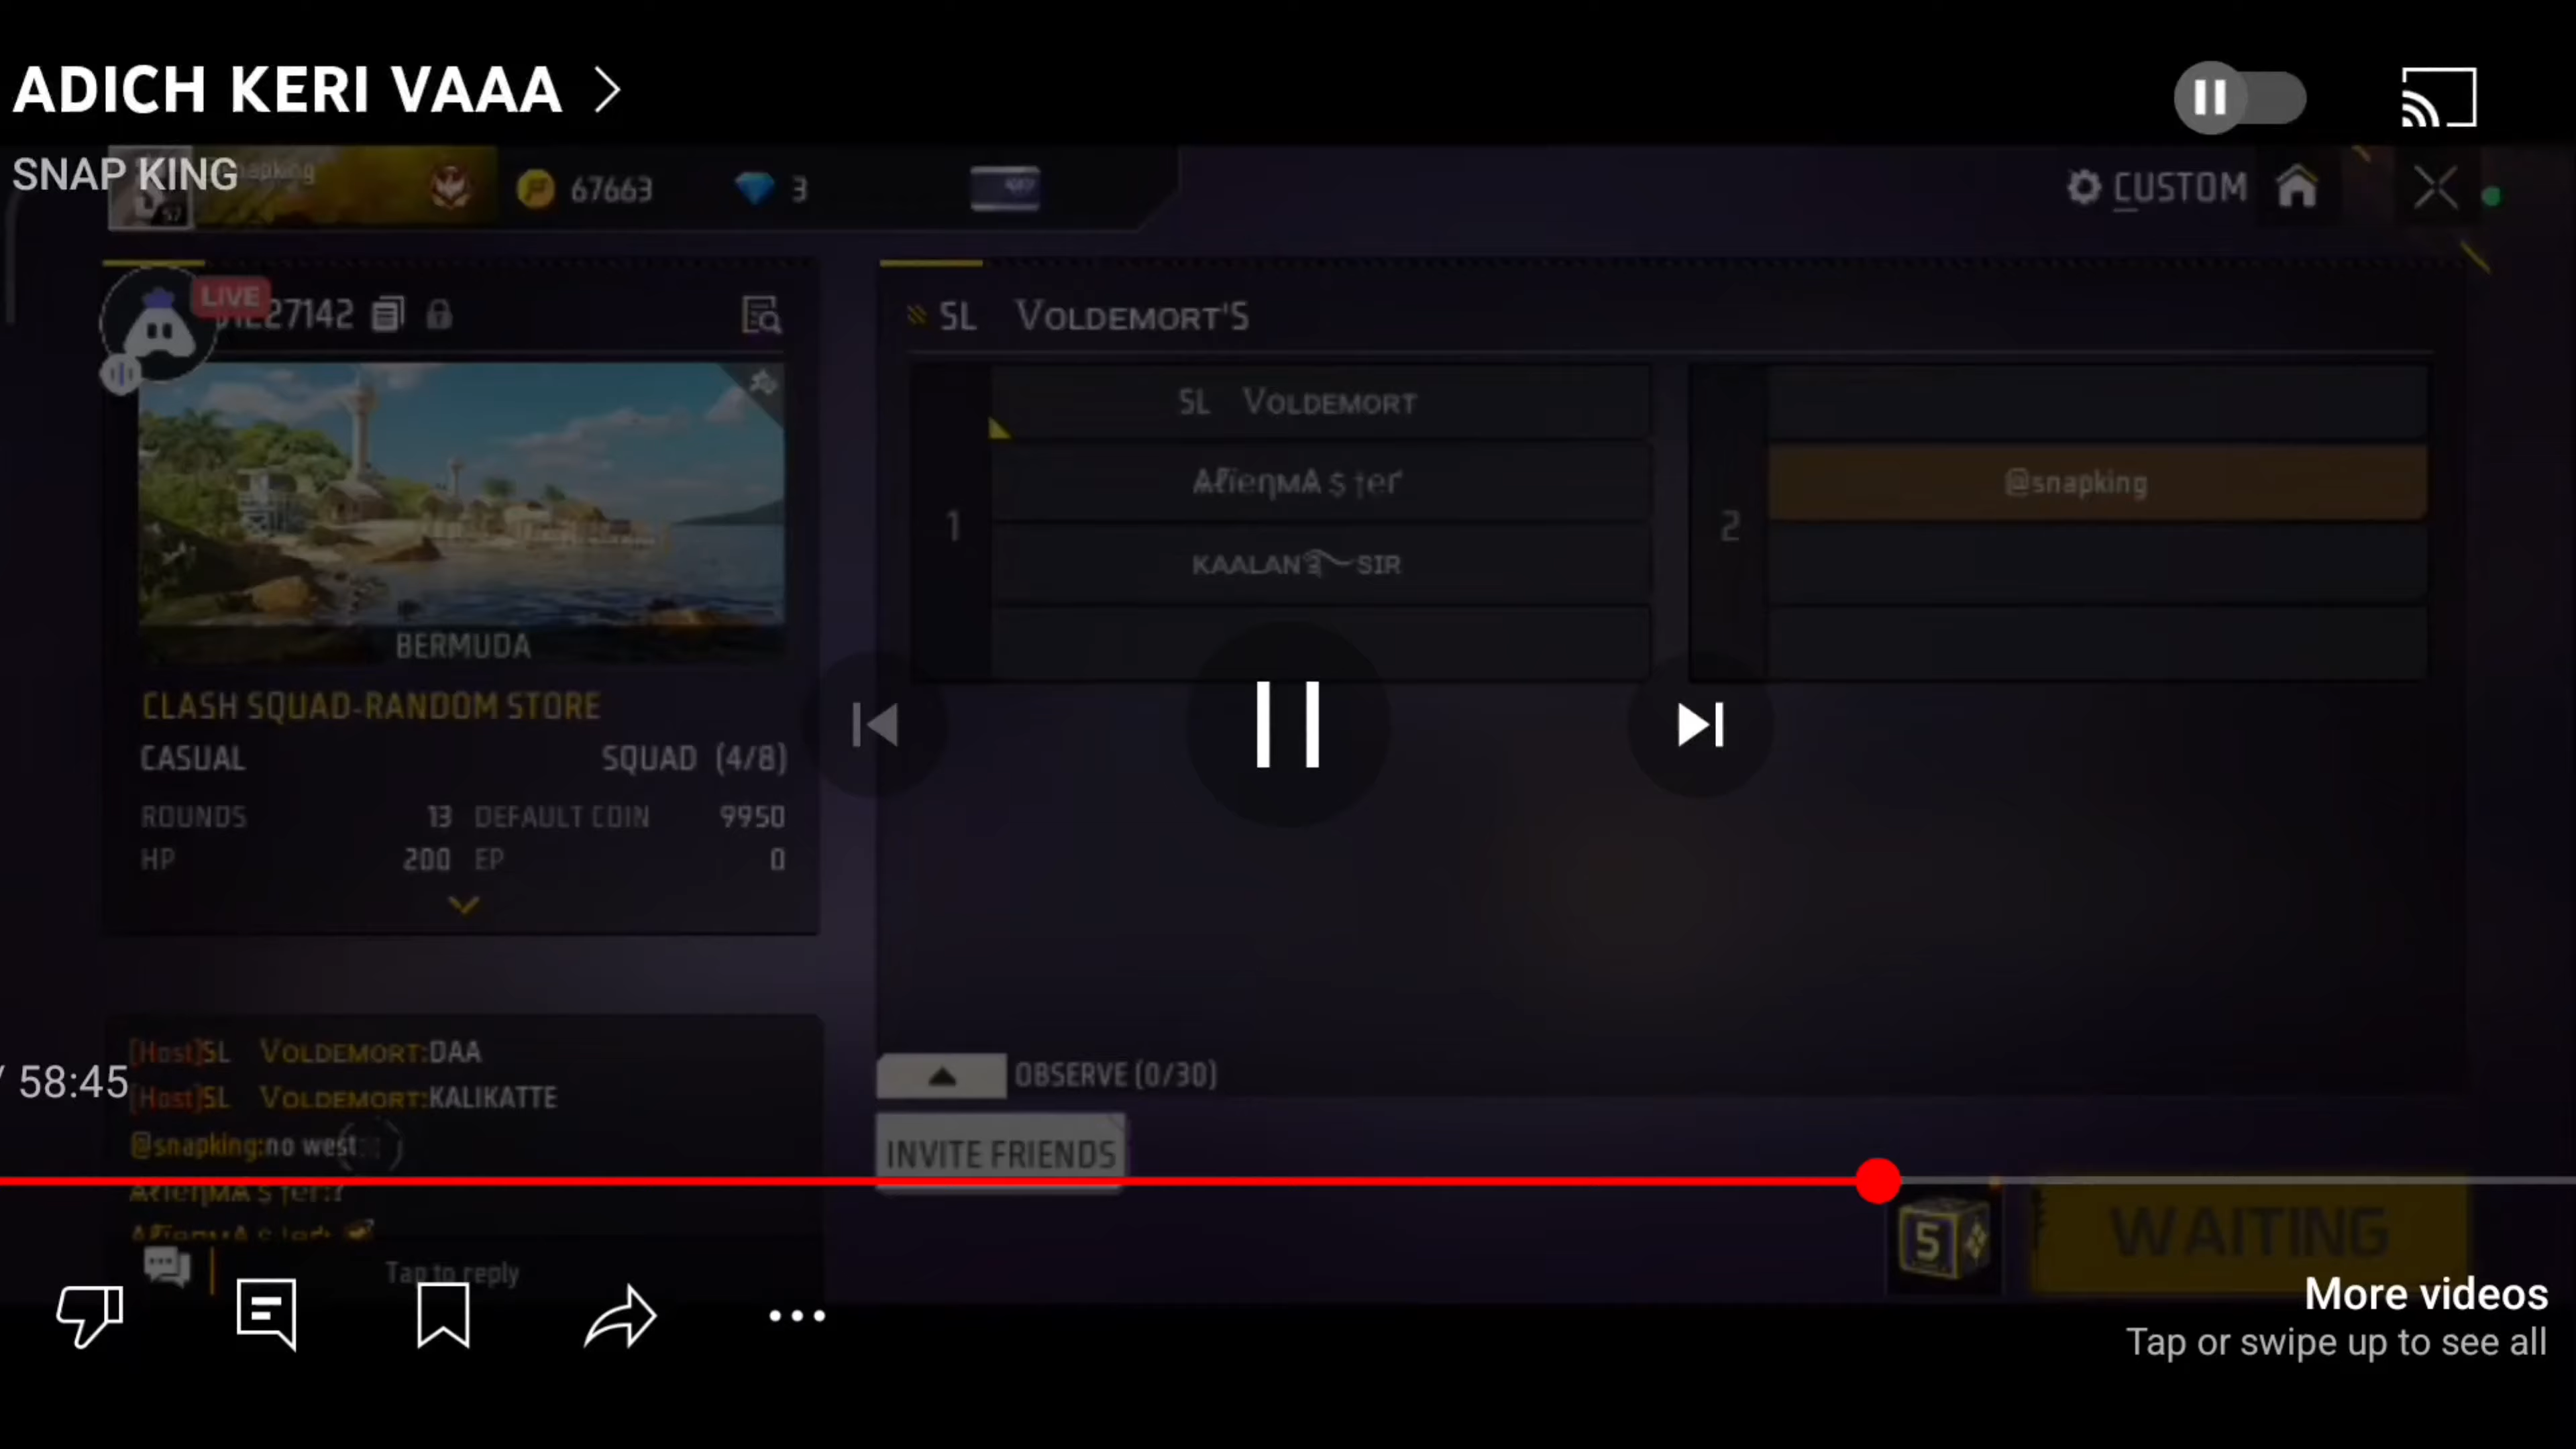 ADICH KERI VAAA
SNAP KING
67663
3
CUSTOM
LIVE
27142
SL VOLDEMORT'S
SL VOLDEMORT
1
KAALAN SIR
2
@snapking
BERMUDA
CLASH SQUAD-RANDOM STORE
CASUAL SQUAD (4/8)
ROUNDS 13 DEFAULT COIN 9950
HP 200 EP 0
[Host]SL VOLDEMORT:DAA
/ 58:45
[Host]SL VOLDEMORT:KALIKATTE
@snapking:no west
OBSERVE (0/30)
INVITE FRIENDS
5
WAITING
Tap to reply
More videos
Tap or swipe up to see all